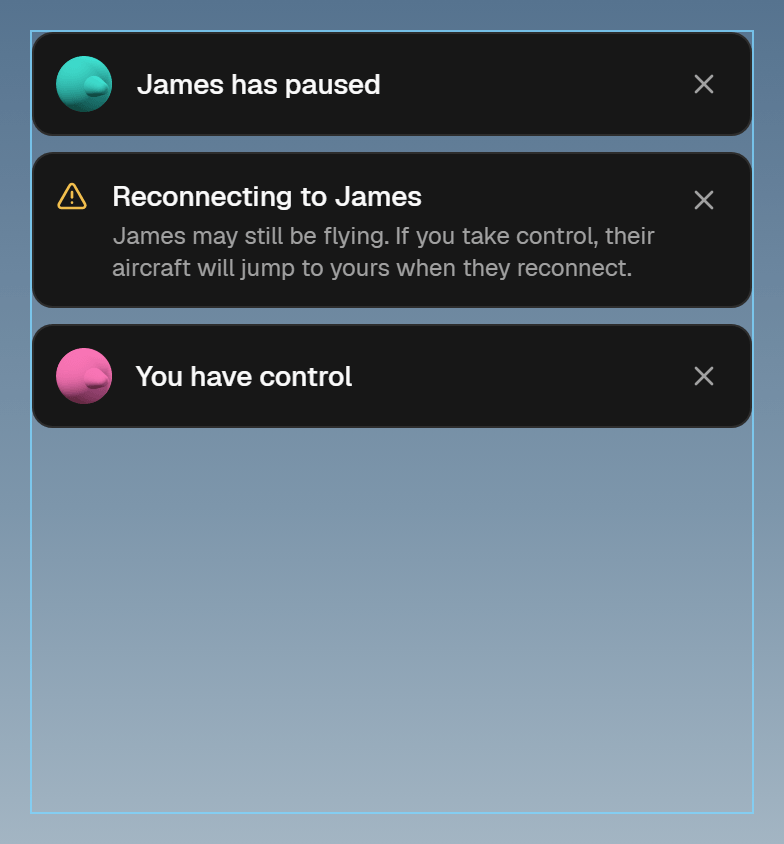 James has paused
Reconnecting to James
James may still be flying. If you take control, their
aircraft will jump to yours when they reconnect.
You have control